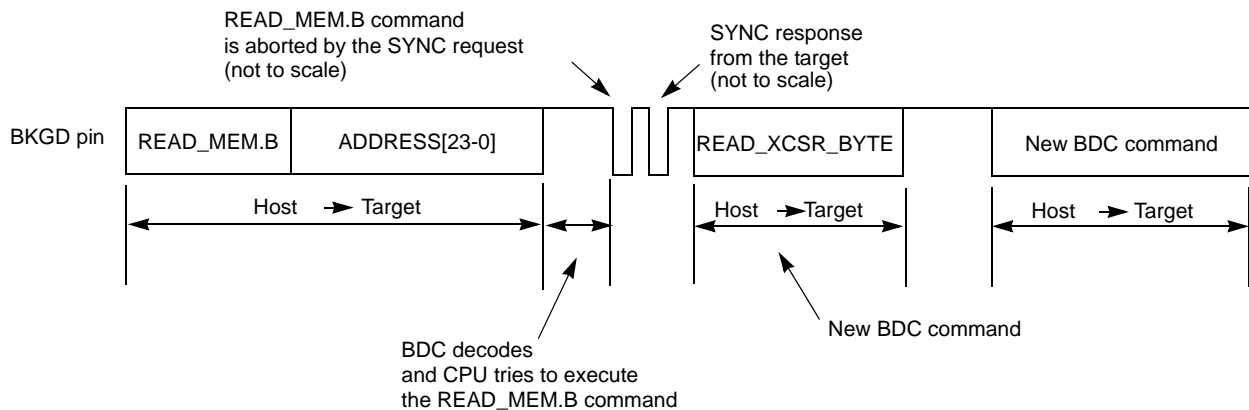 READ_MEM.B command
is aborted by the SYNC request
(not to scale)
SYNC response
from the target
(not to scale)
BKGD pin
READ_MEM.B
ADDRESS[23-0]
READ_XCSR_BYTE
New BDC command
Host Target
Host Target
Host Target
BDC decodes
and CPU tries to execute
the READ_MEM.B command
New BDC command